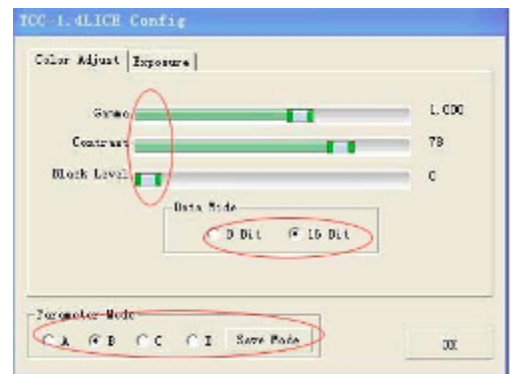 TCC-1.4LICE Config
Color Adjust Exposure
Gamma 1.000
Contrast 78
Black Level 0
Data Mode
8 Bit 16 Bit
Parameter Mode
A B C Save Mode
OK